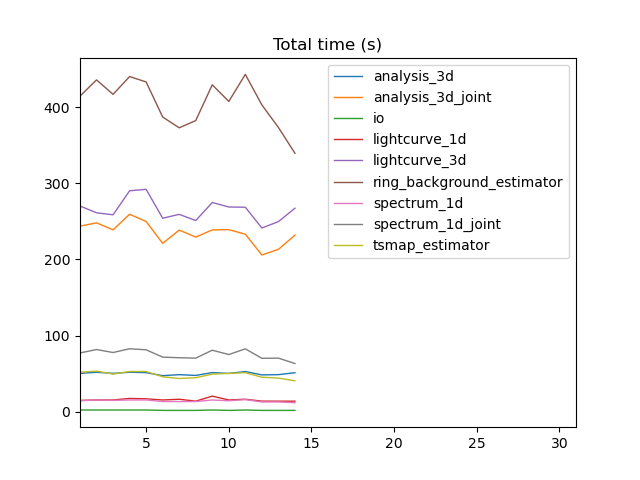 Total time (s)
analysis_3d
analysis_3d_joint
io
lightcurve_1d
lightcurve_3d
ring_background_estimator
spectrum_1d
spectrum_1d_joint
tsmap_estimator
400
300
200
100
0
5 10 15 20 25 30